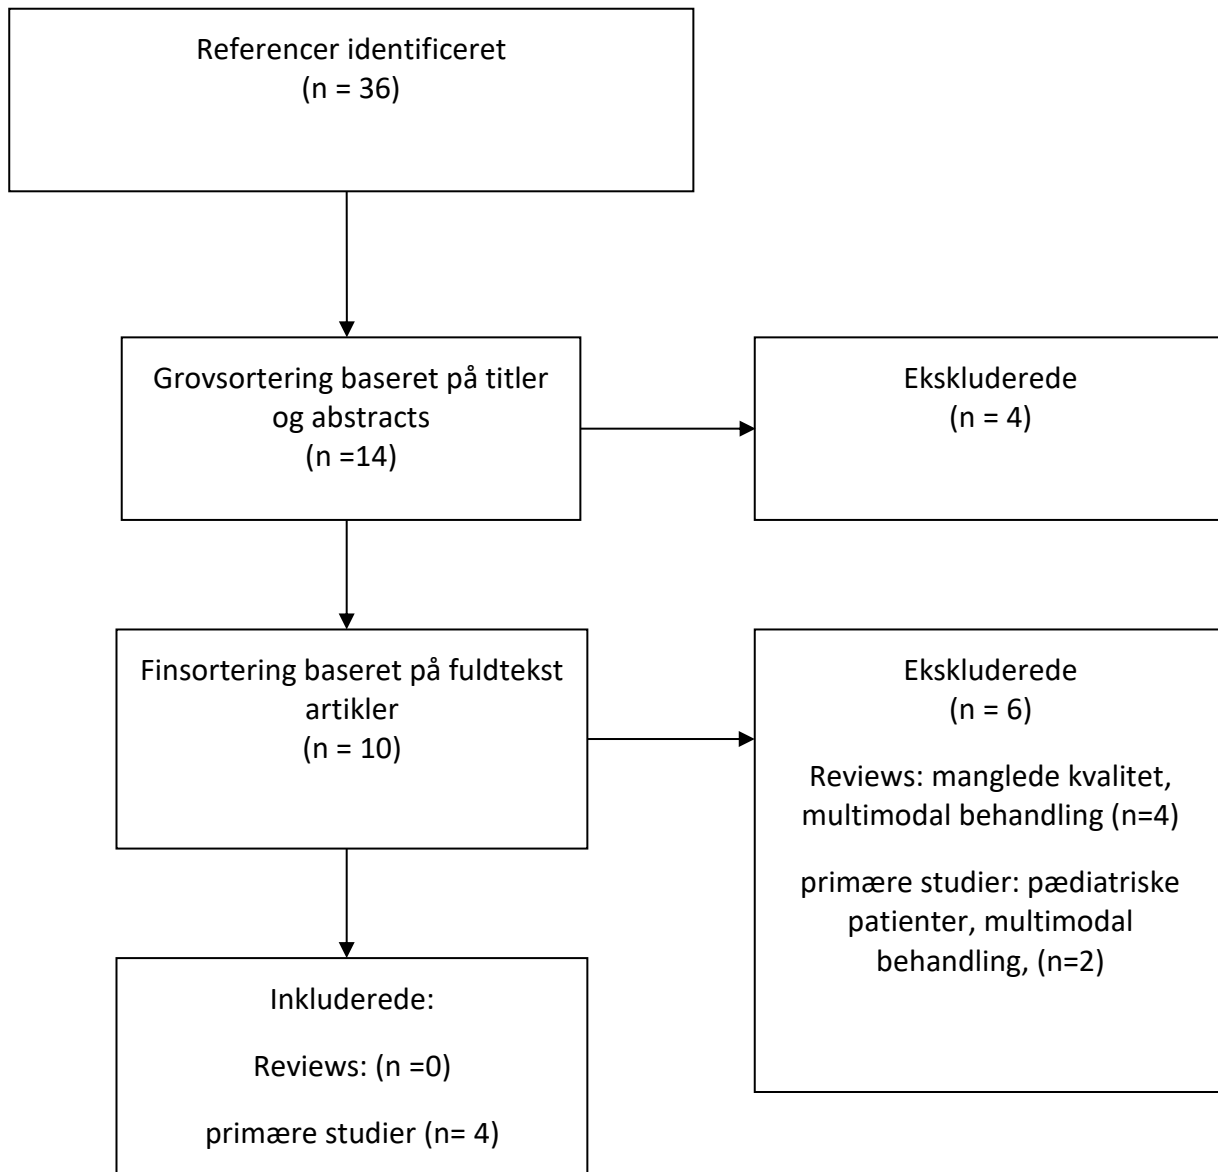 Referencer identificeret
(n = 36)
Grovsortering baseret på titler
og abstracts
(n =14)
Ekskluderede
(n = 4)
Finsortering baseret på fuldtekst
artikler
(n = 10)
Ekskluderede
(n = 6)
Reviews: manglede kvalitet,
multimodal behandling (n=4)
primære studier: pædiatriske
patienter, multimodal
behandling, (n=2)
Inkluderede:
Reviews: (n =0)
primære studier (n= 4)